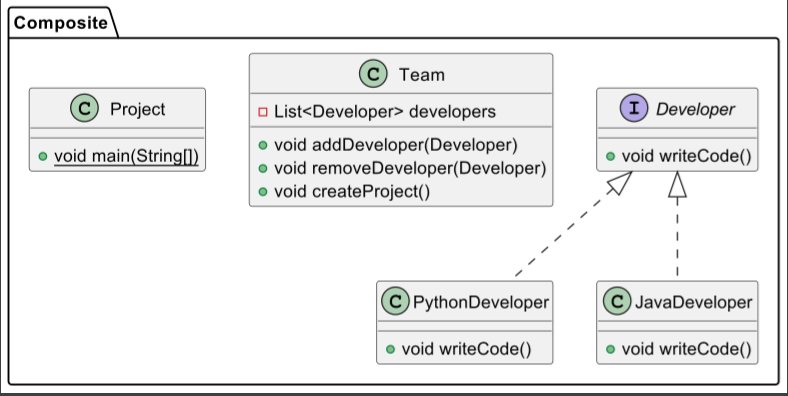 Composite
C Project
void main(String[])
C Team
List<Developer> developers
void addDeveloper(Developer)
void removeDeveloper(Developer)
void createProject()
I Developer
void writeCode()
C PythonDeveloper
void writeCode()
C JavaDeveloper
void writeCode()